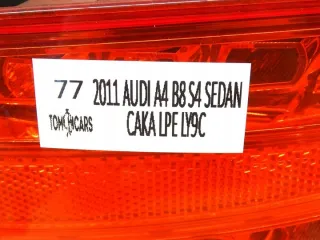 77 2011 AUDI A4 B8 S4 SEDAN
TOM CARS CAKA LPE LY9C